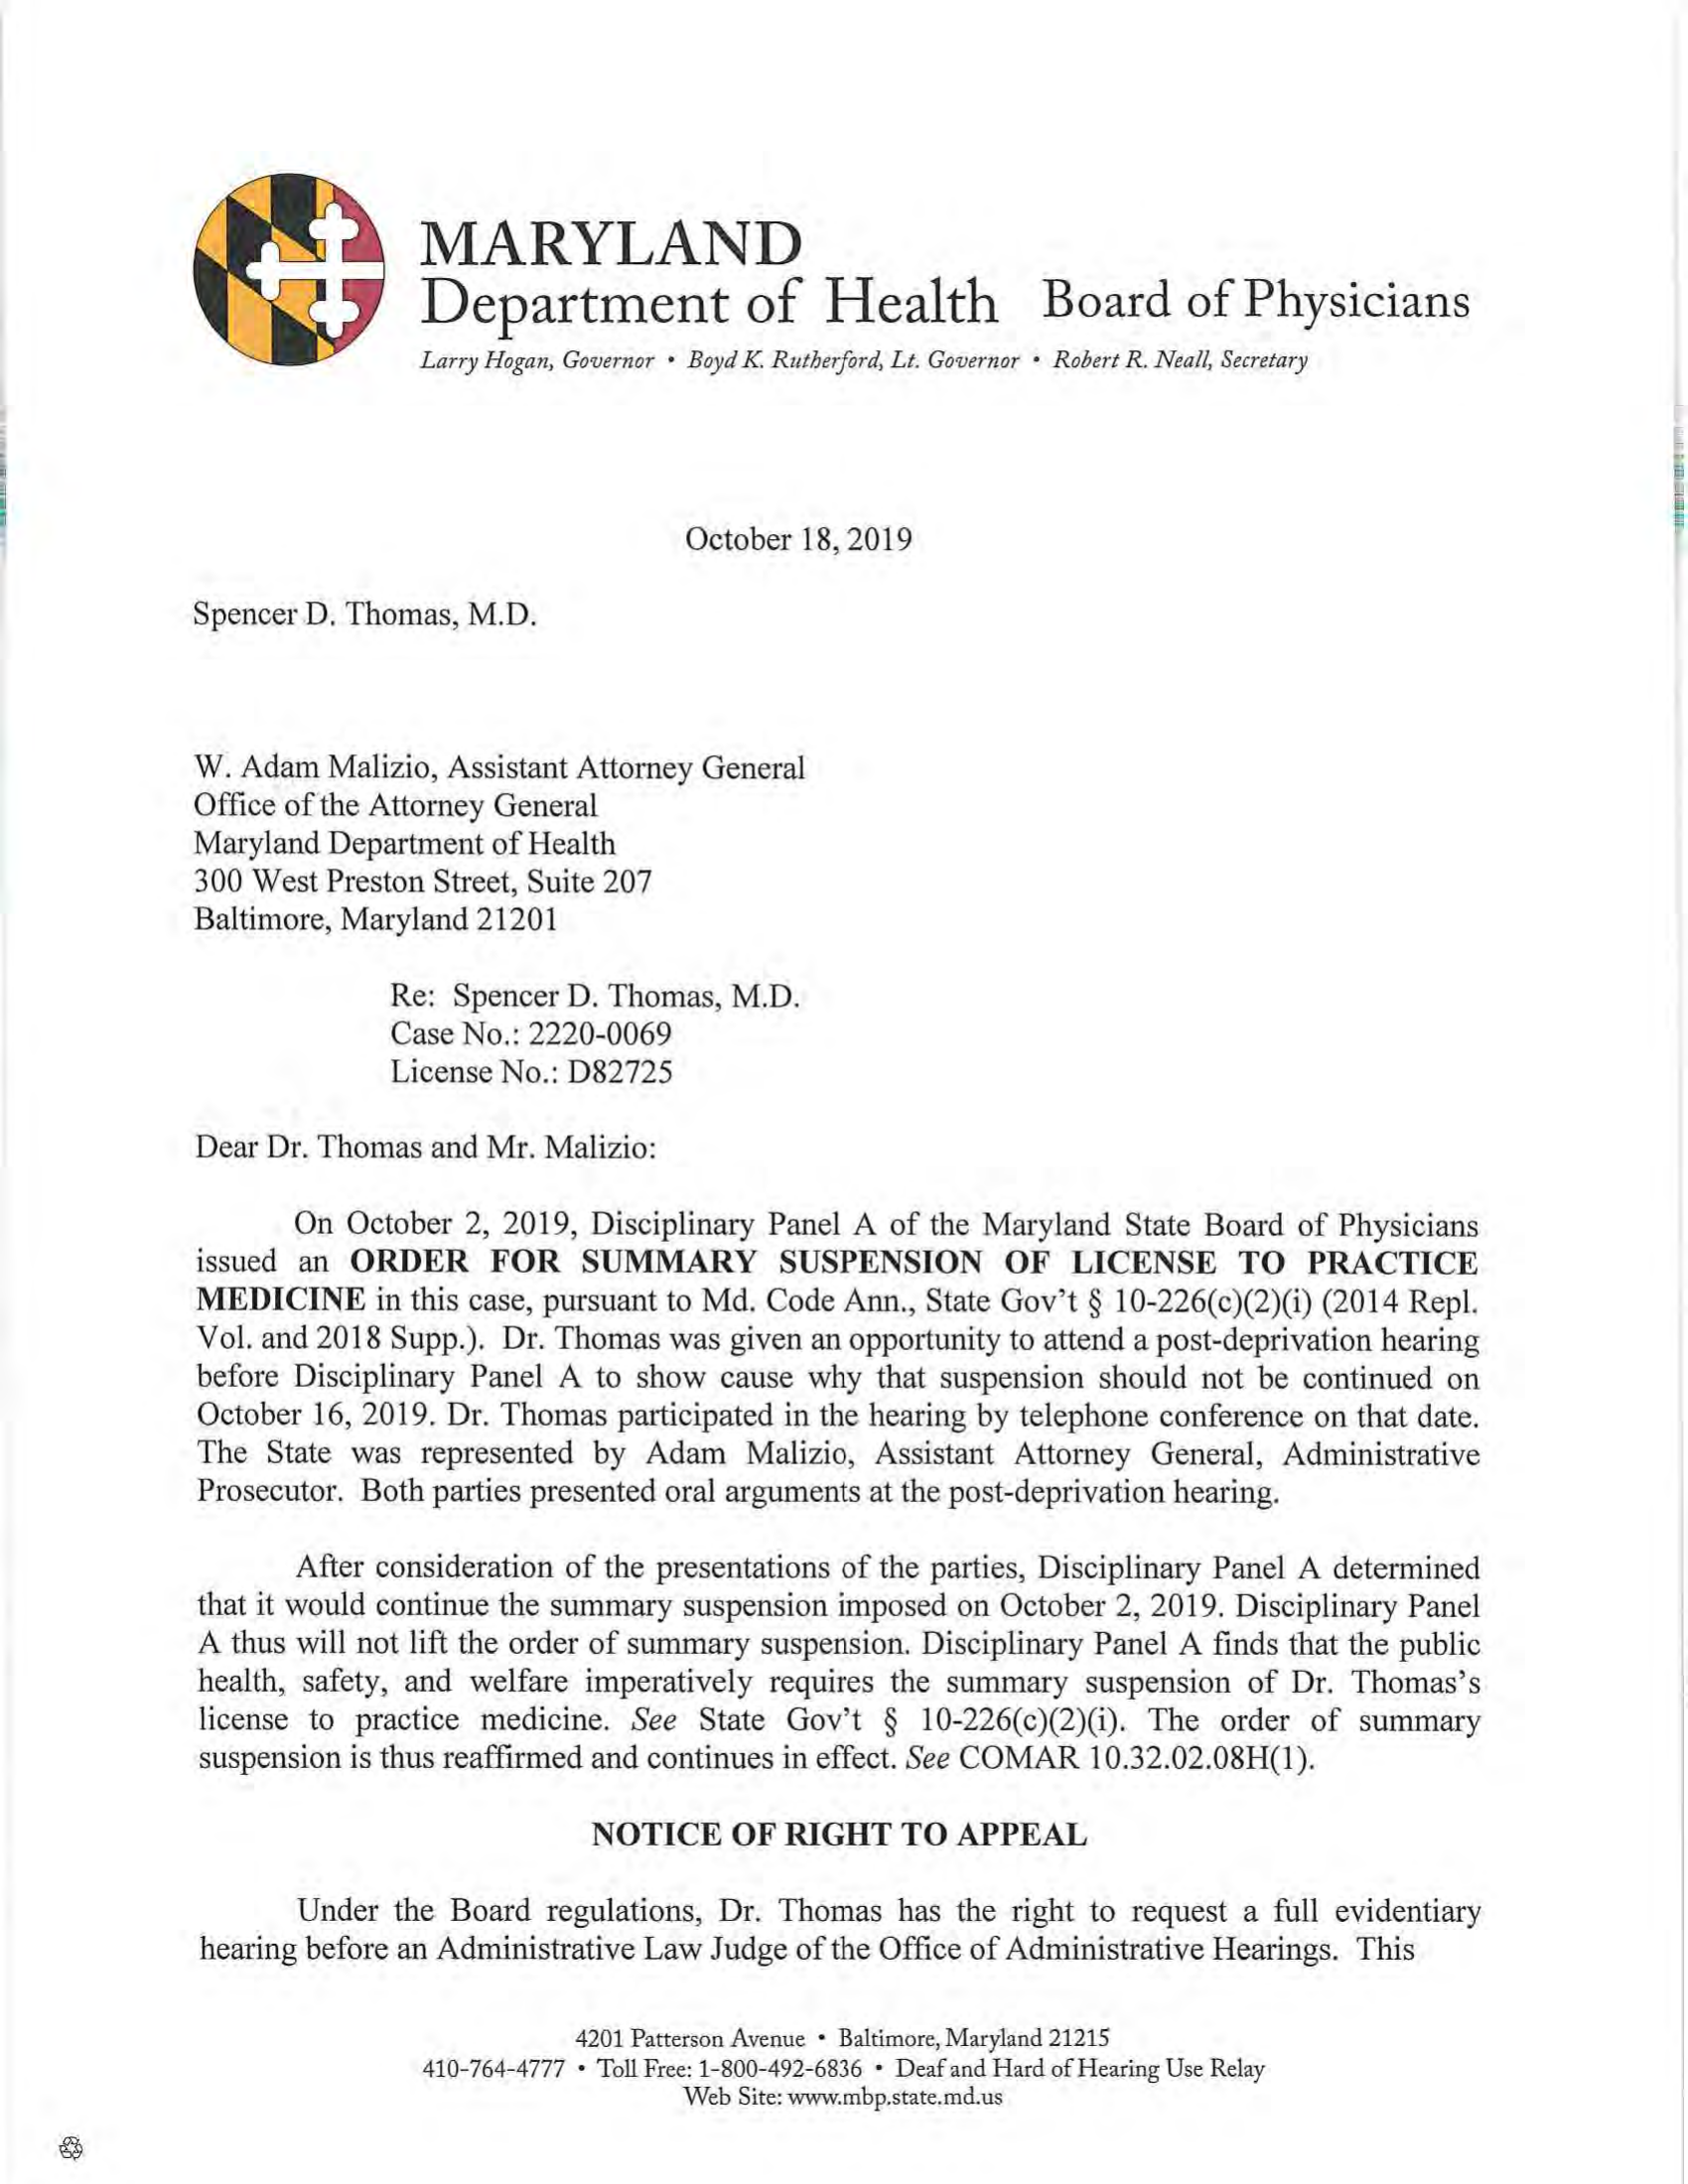 MARYLAND
Department of Health Board of Physicians
Larry Hogan, Governor • Boyd K. Rutherford, Lt. Governor • Robert R. Neall, Secretary
October 18, 2019
Spencer D. Thomas, M.D.
W. Adam Malizio, Assistant Attorney General
Office of the Attorney General
Maryland Department of Health
300 West Preston Street, Suite 207
Baltimore, Maryland 21201
Re: Spencer D. Thomas, M.D.
Case No.: 2220-0069
License No.: D82725
Dear Dr. Thomas and Mr. Malizio:
On October 2, 2019, Disciplinary Panel A of the Maryland State Board of Physicians
issued an ORDER FOR SUMMARY SUSPENSION OF LICENSE TO PRACTICE
MEDICINE in this case, pursuant to Md. Code Ann., State Gov't § 10-226(c)(2)(i) (2014 Repl.
Vol. and 2018 Supp.). Dr. Thomas was given an opportunity to attend a post-deprivation hearing
before Disciplinary Panel A to show cause why that suspension should not be continued on
October 16, 2019. Dr. Thomas participated in the hearing by telephone conference on that date.
The State was represented by Adam Malizio, Assistant Attorney General, Administrative
Prosecutor. Both parties presented oral arguments at the post-deprivation hearing.
After consideration of the presentations of the parties, Disciplinary Panel A determined
that it would continue the summary suspension imposed on October 2, 2019. Disciplinary Panel
A thus will not lift the order of summary suspension. Disciplinary Panel A finds that the public
health, safety, and welfare imperatively requires the summary suspension of Dr. Thomas's
license to practice medicine. See State Gov't § 10-226(c)(2)(i). The order of summary
suspension is thus reaffirmed and continues in effect. See COMAR 10.32.02.08H(1).
NOTICE OF RIGHT TO APPEAL
Under the Board regulations, Dr. Thomas has the right to request a full evidentiary
hearing before an Administrative Law Judge of the Office of Administrative Hearings. This
4201 Patterson Avenue • Baltimore, Maryland 21215
410-764-4777 • Toll Free: 1-800-492-6836 • Deaf and Hard of Hearing Use Relay
Web Site: www.mbp.state.md.us